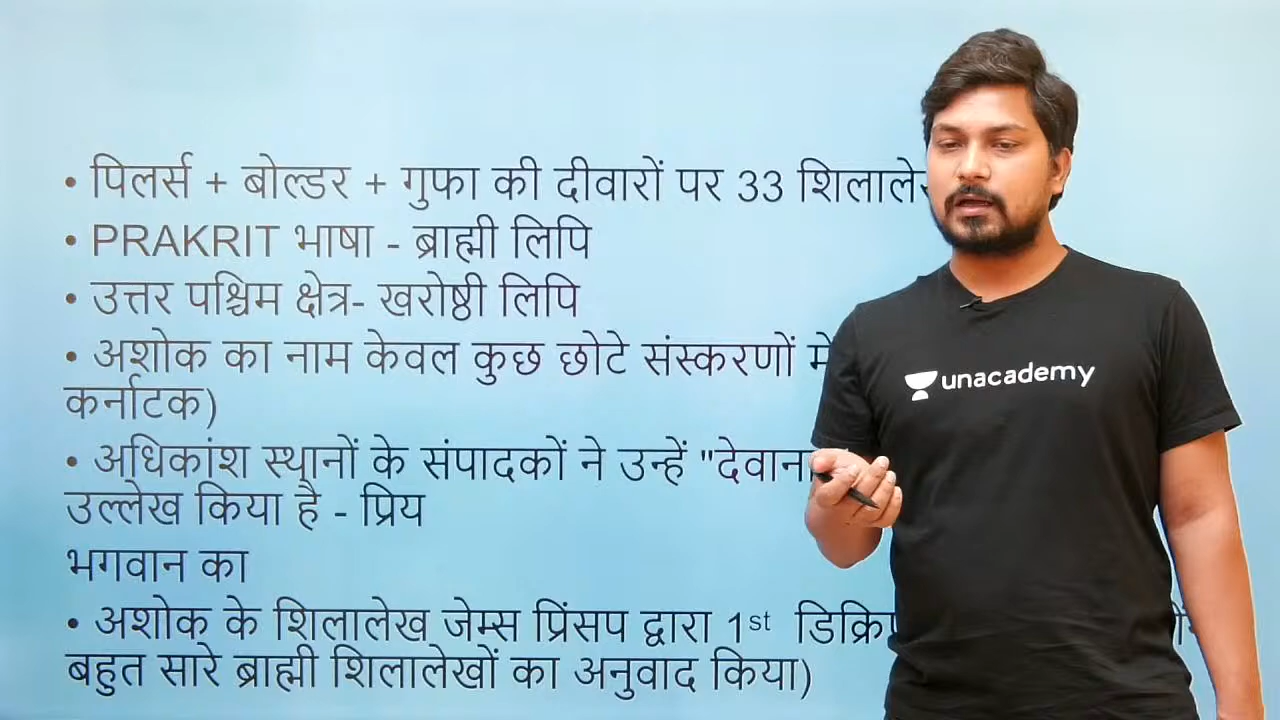 • पिलर्स + बोल्डर + गुफा की दीवारों पर 33
• PRAKRIT भाषा - ब्राह्मी लिपि
• उत्तर पश्चिम क्षेत्र- खरोष्ठी लिपि
• अशोक का नाम केवल कुछ छोटे संस्करणों
कर्नाटक)
• अधिकांश स्थानों के संपादकों ने उन्हें
उल्लेख किया है - प्रिय
भगवान का
• अशोक के शिलालेख जेम्स प्रिंसप द्वारा 1st
बहुत सारे ब्राह्मी शिलालेखों का अनुवाद किया)
unacademy